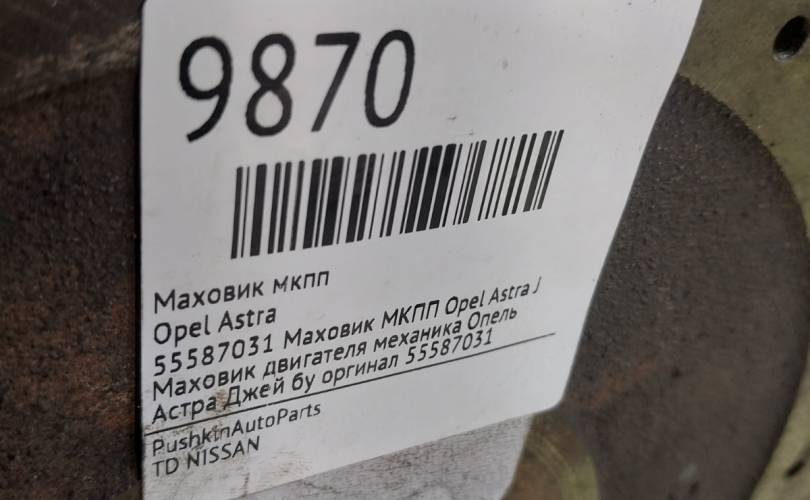 9870
Маховик мкпп
Opel Astra
55587031 Маховик МКПП Opel Astra J
Маховик двигателя механика Опель
Астра Джей бу оргинал 55587031
PushkinAutoParts
TD NISSAN